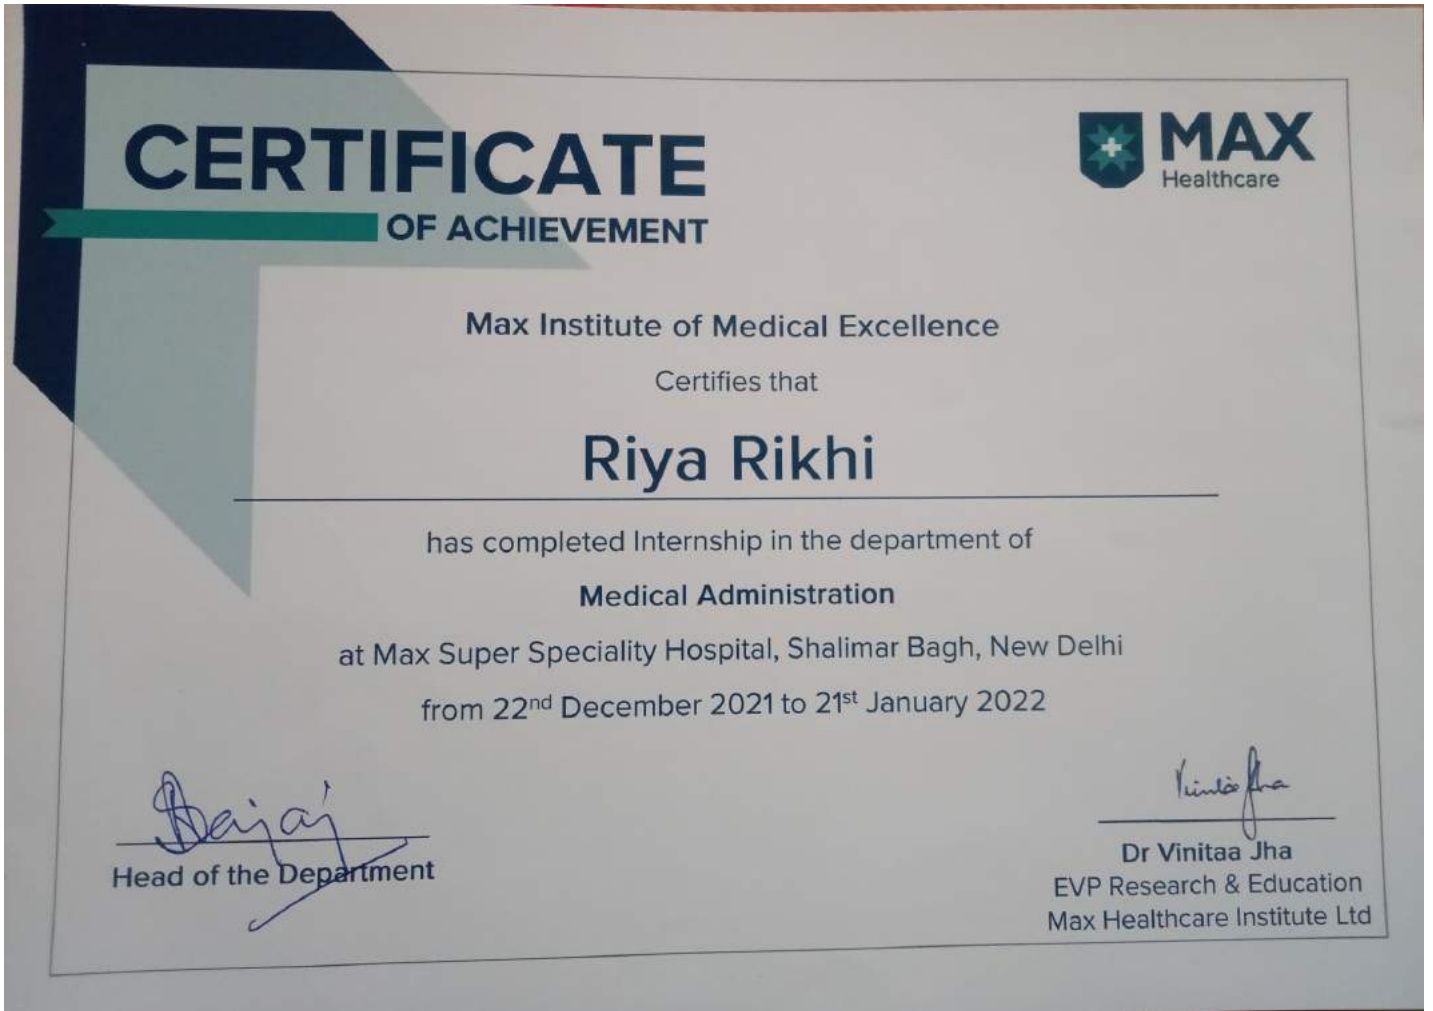 CERTIFICATE
OF ACHIEVEMENT
MAX
Healthcare
Max Institute of Medical Excellence
Certifies that
Riya Rikhi
has completed Internship in the department of
Medical Administration
at Max Super Speciality Hospital, Shalimar Bagh, New Delhi
from 22nd December 2021 to 21st January 2022
Head of the Department
Vinitaa Jha
Dr Vinitaa Jha
EVP Research & Education
Max Healthcare Institute Ltd